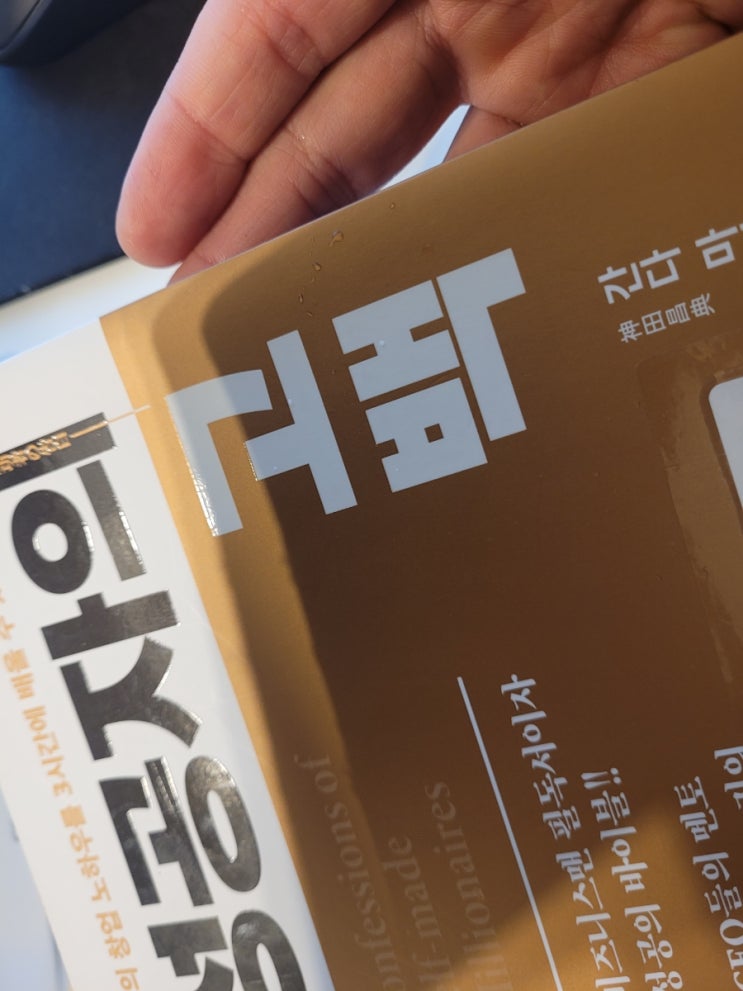 의 창업 노하우를 3시간에 배울 수
성공자의
고
백
간다 마
神田昌典
onfessions of
lf-made
illionaires
비즈니스맨 필독서이자
성공의 바이블!!
CEO들의 멘토